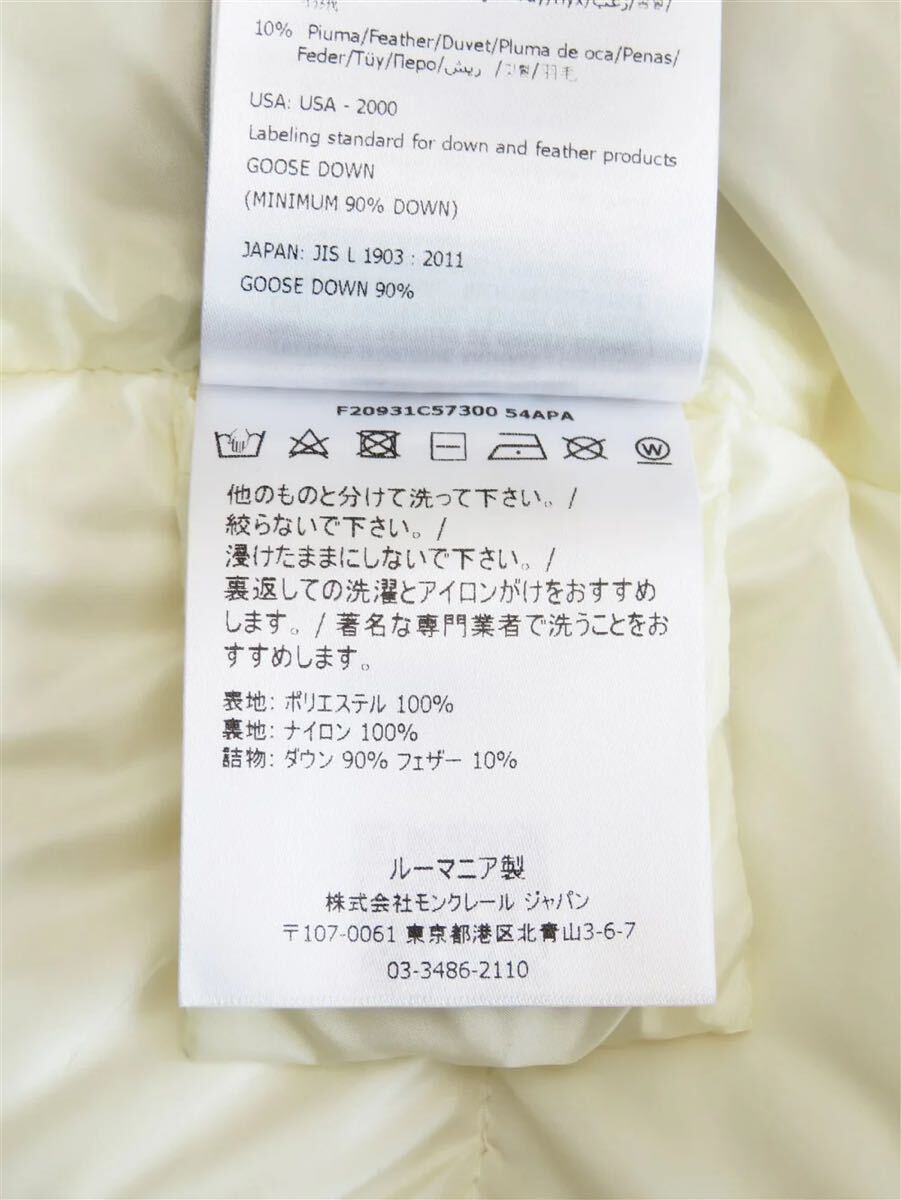 10% Piuma/Feather/Duvet/Pluma de oca/Penas/
Feder/Tüy/Перо/ريش /깃털/羽毛
USA: USA - 2000
Labeling standard for down and feather products
GOOSE DOWN
(MINIMUM 90% DOWN)
JAPAN: JIS L 1903 : 2011
GOOSE DOWN 90%
F20931C57300 54APA
W
他のものと分けて洗って下さい。/
絞らないで下さい。/
浸けたままにしないで下さい。/
裏返しての洗濯とアイロンがけをおすすめ
します。/ 著名な専門業者で洗うことをお
すすめします。
表地: ポリエステル 100%
裏地: ナイロン 100%
詰物: ダウン 90% フェザー 10%
ルーマニア製
株式会社モンクレール ジャパン
〒107-0061 東京都港区北青山3-6-7
03-3486-2110